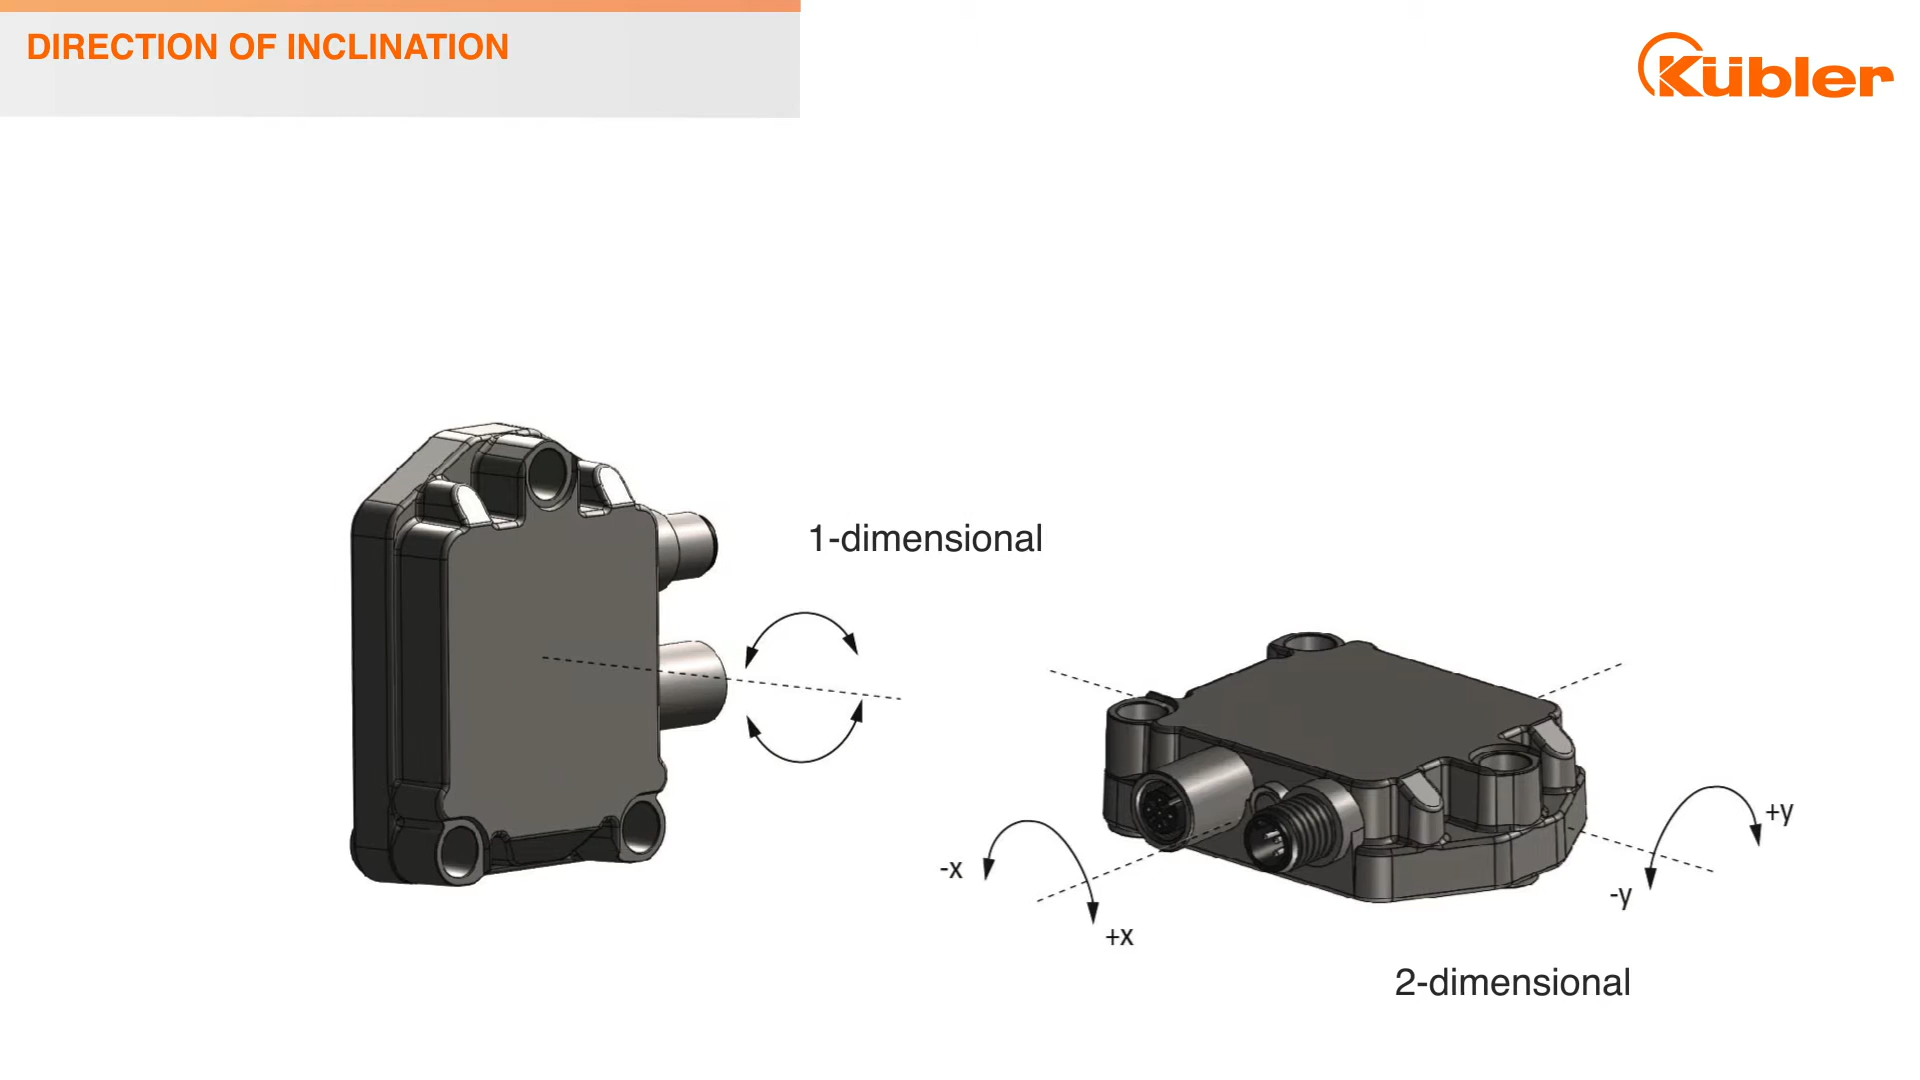 DIRECTION OF INCLINATION
Kübler
1-dimensional
-x
+x
+y
-y
2-dimensional